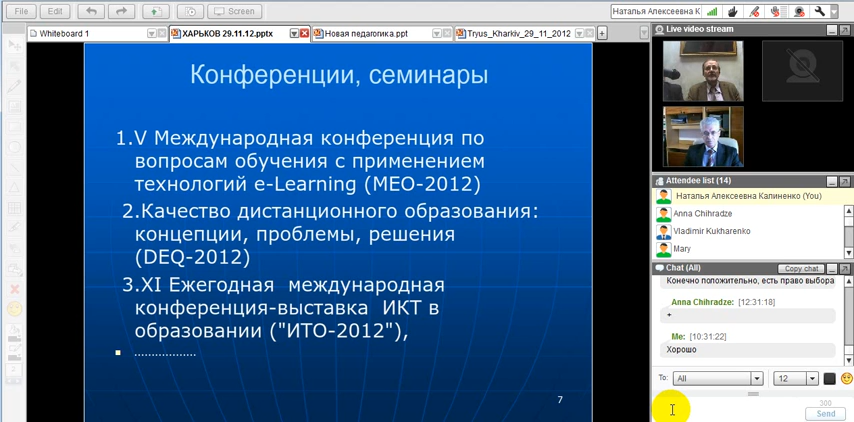 File
Edit
Screen
Наталья Алексеевна К
Whiteboard 1
ХАРЬКОВ 29.11.12.pptx
Новая педагогика.ppt
Tryus_Kharkiv_29_11_2012
Конференции, семинары
1.V Международная конференция по
вопросам обучения с применением
технологий e-Learning (МЕО-2012)
2.Качество дистанционного образования:
концепции, проблемы, решения
(DEQ-2012)
3.XI Ежегодная международная
конференция-выставка ИКТ в
образовании ("ИТО-2012"),
..................
7
Live video stream
Attendee list (14)
Наталья Алексеевна Калиненко (You)
Anna Chihradze
Vladimir Kukharenko
Mary
Chat (All)
Copy chat
Конечно положительно, есть право выбора
Anna Chihradze: [12:31:18]
+
Me: [10:31:22]
Хорошо
To:
All
12
300
Send